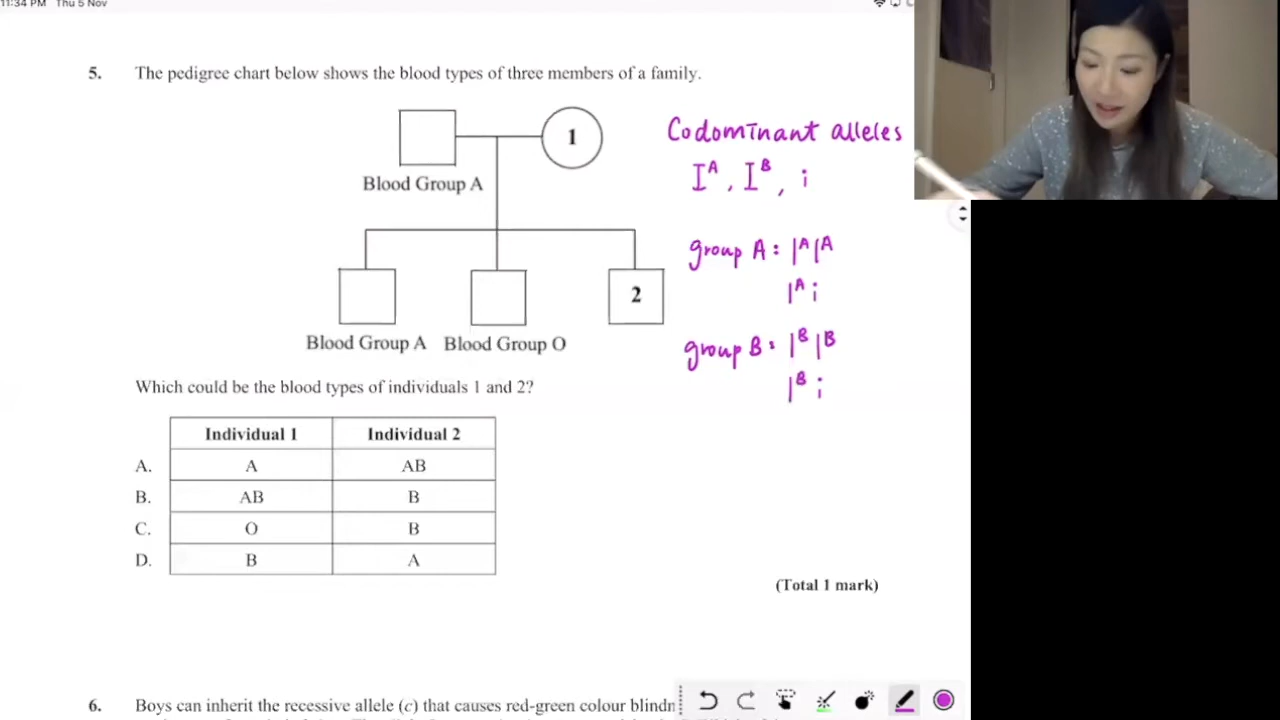 11:34 PM Thu 5 Nov
5. The pedigree chart below shows the blood types of three members of a family.
1
Blood Group A
Codominant alleles
I^A, I^B, i
group A: I^A I^A
I^A i
2
Blood Group A Blood Group O
group B: I^B I^B
I^B i
Which could be the blood types of individuals 1 and 2?
Individual 1 Individual 2
A. A AB
B. AB B
C. O B
D. B A
(Total 1 mark)
6. Boys can inherit the recessive allele (c) that causes red-green colour